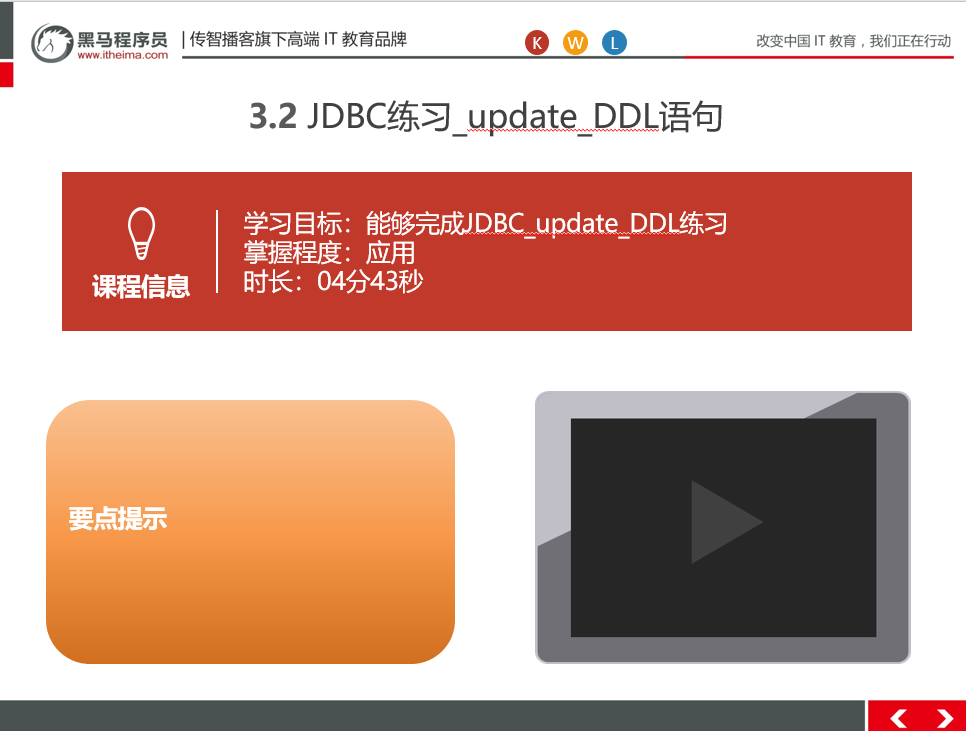 黑马程序员
www.itheima.com
传智播客旗下高端 IT 教育品牌
K W L
改变中国 IT 教育，我们正在行动
3.2 JDBC练习_update_DDL语句
学习目标：能够完成JDBC_update_DDL练习
掌握程度：应用
时长：04分43秒
课程信息
要点提示